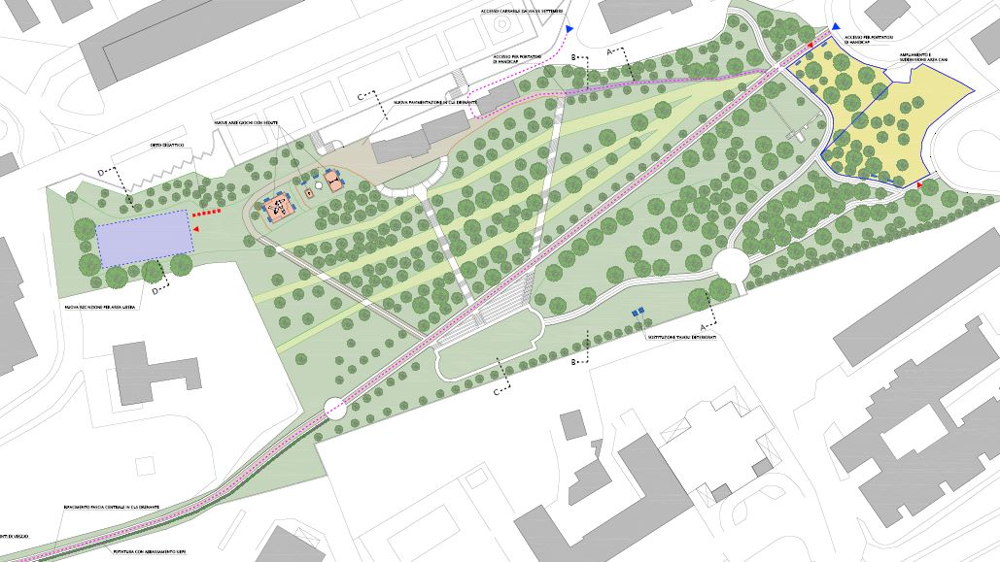 ACCESSO CARRABILE DA VIA XX SETTEMBRE
ACCESSO PER PORTATORI
DI HANDICAP
ACCESSO PER PORTATORI
DI HANDICAP
AMPLIAMENTO E
SUDDIVISIONE AREA CANI
A
B
C
NUOVA PAVIMENTAZIONE IN CLS DRENANTE
NUOVE AREE GIOCHI CON SEDUTE
ORTO DIDATTICO
D
D
NUOVA RECINZIONE PER AREA LIBERA
A
SOSTITUZIONE TAVOLI DETERIORATI
B
C
RIFACIMENTO FASCIA CENTRALE IN CLS DRENANTE
POTATURA CON ABBASSAMENTO SIEPE